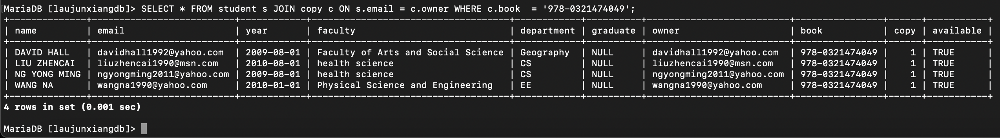 [MariaDB [laujunxiangdb]> SELECT * FROM student s JOIN copy c ON s.email = c.owner WHERE c.book  = '978-0321474049';
+---------------+--------------------------+------------+------------------------------------+------------+----------+--------------------------+----------------+------+-----------+
| name          | email                    | year       | faculty                            | department | graduate | owner                    | book           | copy | available |
+---------------+--------------------------+------------+------------------------------------+------------+----------+--------------------------+----------------+------+-----------+
| DAVID HALL    | davidhall1992@yahoo.com  | 2009-08-01 | Faculty of Arts and Social Science | Geography  | NULL     | davidhall1992@yahoo.com  | 978-0321474049 |    1 | TRUE      |
| LIU ZHENCAI   | liuzhencai1990@msn.com   | 2010-08-01 | health science                     | CS         | NULL     | liuzhencai1990@msn.com   | 978-0321474049 |    1 | TRUE      |
| NG YONG MING  | ngyongming2011@yahoo.com | 2009-08-01 | health science                     | CS         | NULL     | ngyongming2011@yahoo.com | 978-0321474049 |    1 | TRUE      |
| WANG NA       | wangna1990@yahoo.com     | 2010-01-01 | Physical Science and Engineering   | EE         | NULL     | wangna1990@yahoo.com     | 978-0321474049 |    1 | TRUE      |
+---------------+--------------------------+------------+------------------------------------+------------+----------+--------------------------+----------------+------+-----------+
4 rows in set (0.001 sec)
MariaDB [laujunxiangdb]>